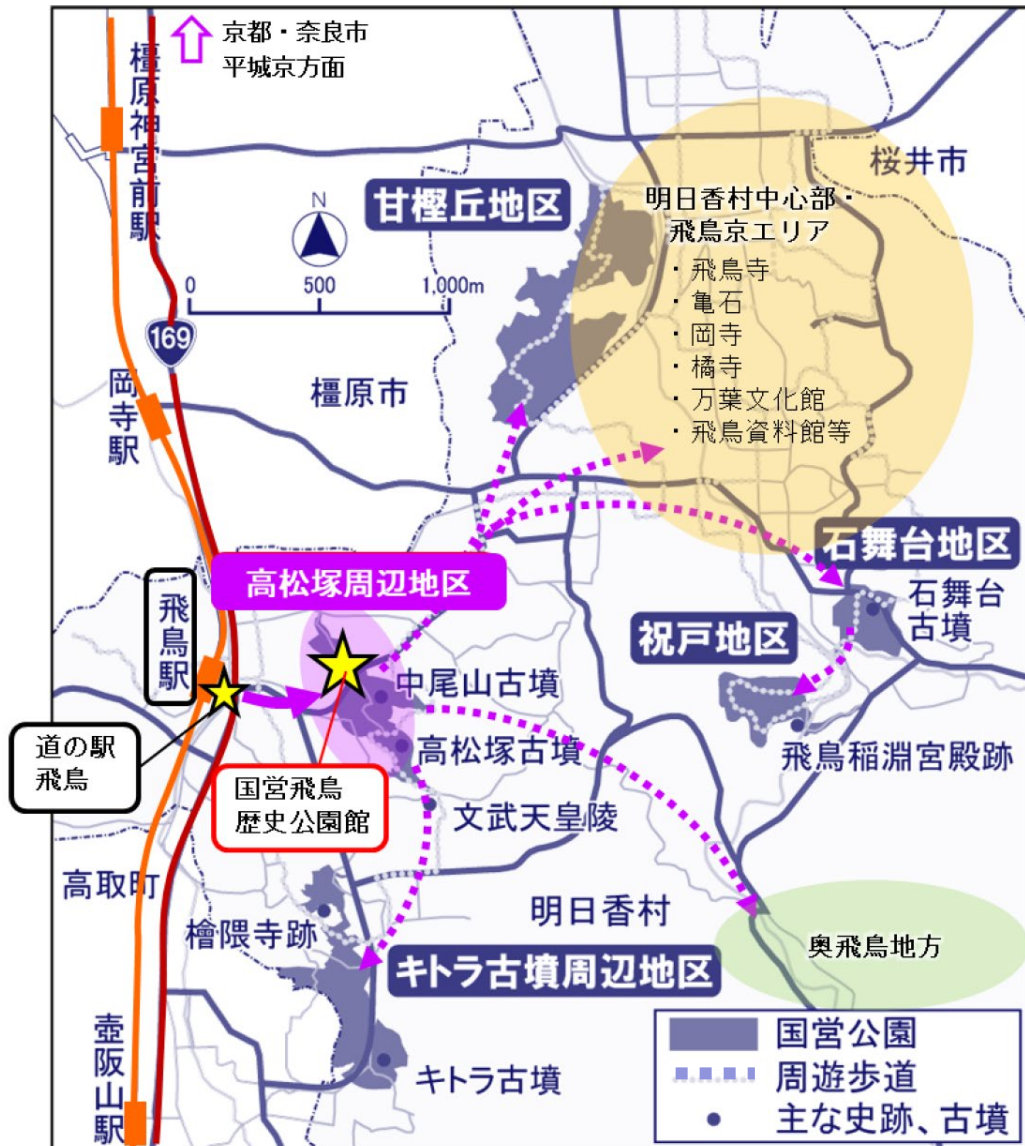 京都・奈良市
平城京方面
橿原神宮前駅
桜井市
甘樫丘地区
明日香村中心部・
飛鳥京エリア
・飛鳥寺
・亀石
・岡寺
・橘寺
・万葉文化館
・飛鳥資料館等
N
0 500 1,000m
169
岡寺駅
橿原市
高松塚周辺地区
石舞台地区
石舞台
古墳
飛鳥駅
祝戸地区
中尾山古墳
高松塚古墳
飛鳥稲淵宮殿跡
道の駅
飛鳥
国営飛鳥
歴史公園館
文武天皇陵
高取町
檜隈寺跡
明日香村
奥飛鳥地方
キトラ古墳周辺地区
壺阪山駅
キトラ古墳
国営公園
周遊歩道
主な史跡、古墳